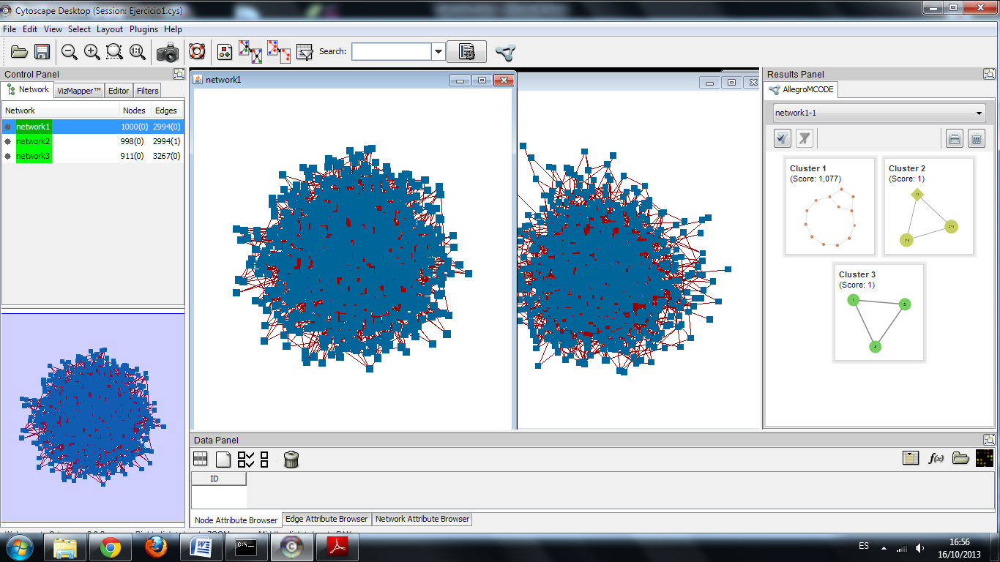 Cytoscape Desktop (Session: Ejercicio1.cys)
File Edit View Select Layout Plugins Help
Search:
Control Panel
Network VizMapper™ Editor Filters
Network Nodes Edges
network1 1000(0) 2994(0)
network2 998(0) 2994(1)
network3 911(0) 3267(0)
network1
Results Panel
AllegroMCODE
network1-1
Cluster 1
(Score: 1,077)
Cluster 2
(Score: 1)
Cluster 3
(Score: 1)
1
5
4
Data Panel
f(x)
ID
Node Attribute Browser Edge Attribute Browser Network Attribute Browser
ES
16:56
16/10/2013